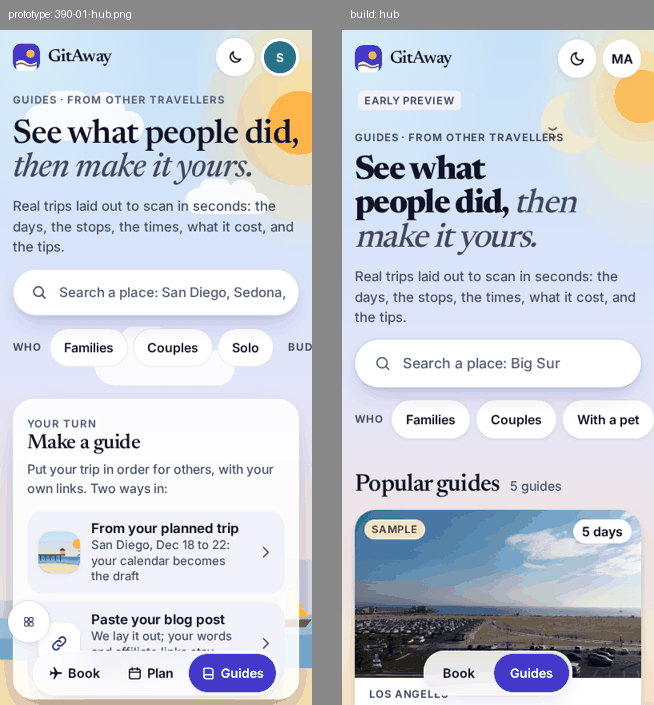 prototype: 390-01-hub.png
GitAway
S
GUIDES · FROM OTHER TRAVELLERS
See what people did,
then make it yours.
Real trips laid out to scan in seconds: the
days, the stops, the times, what it cost, and
the tips.
Search a place: San Diego, Sedona,
WHO
Families
Couples
Solo
BUD
YOUR TURN
Make a guide
Put your trip in order for others, with your
own links. Two ways in:
From your planned trip
San Diego, Dec 18 to 22:
your calendar becomes
the draft
Paste your blog post
We lay it out; your words
and affiliate links stay
Book
Plan
Guides
build: hub
GitAway
MA
EARLY PREVIEW
GUIDES · FROM OTHER TRAVELLERS
See what
people did, then
make it yours.
Real trips laid out to scan in seconds: the
days, the stops, the times, what it cost, and
the tips.
Search a place: Big Sur
WHO
Families
Couples
With a pet
Popular guides 5 guides
SAMPLE
5 days
Book
Guides
LOS ANGELES